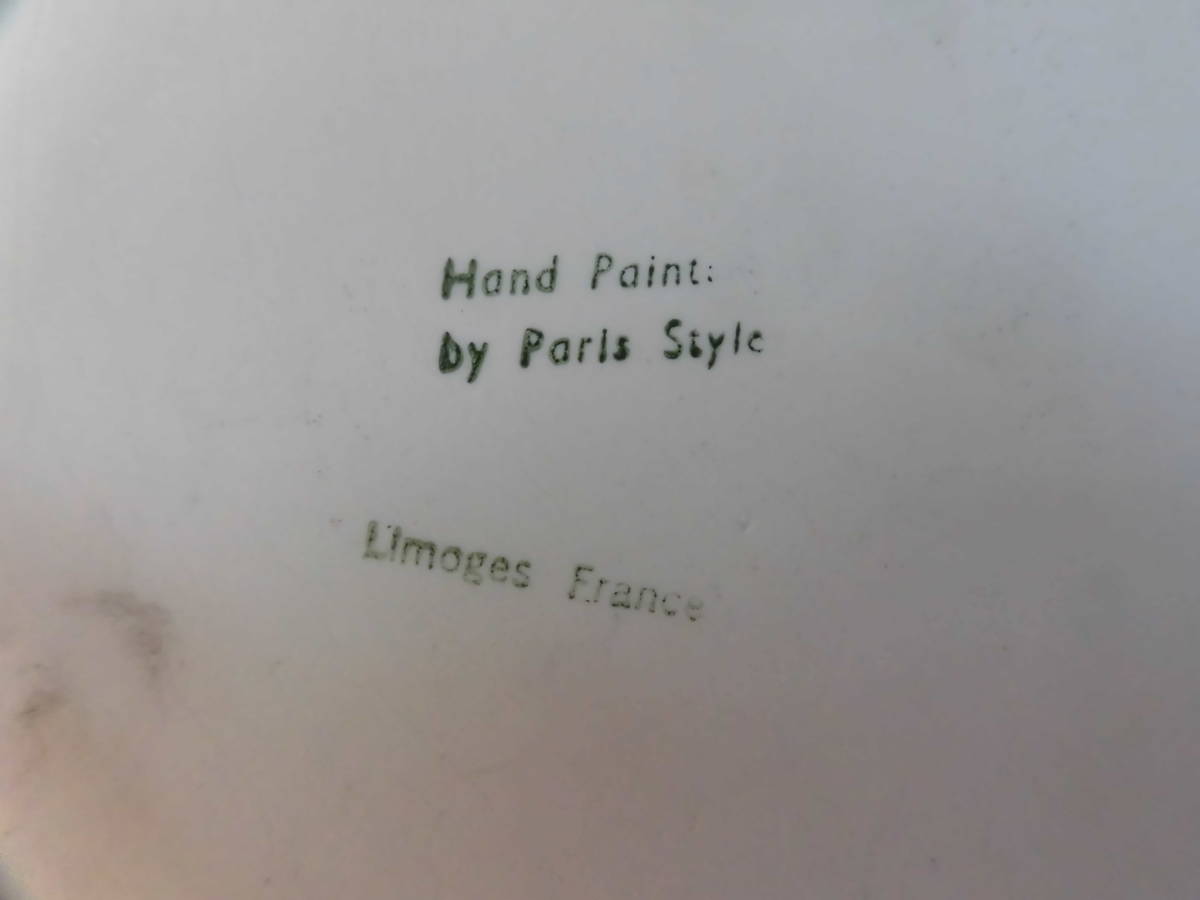 Hand Paint:
by Paris Style
Limoges France